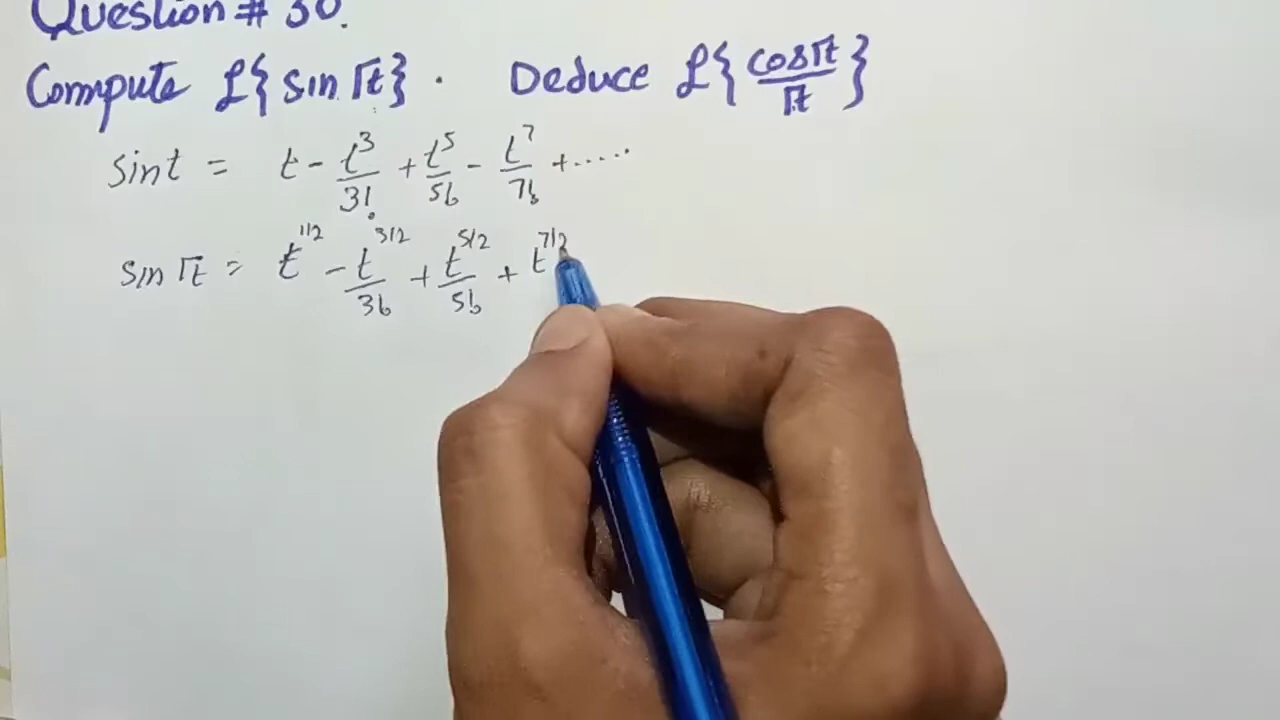 Question # 30.
Compute ℒ{sin √t}. Deduce ℒ{cos√t/√t}
sint = t - t³/3! + t⁵/5! - t⁷/7! + .....
sin √t = t^1/2 - t^3/2/3! + t^5/2/5! + t^7/2